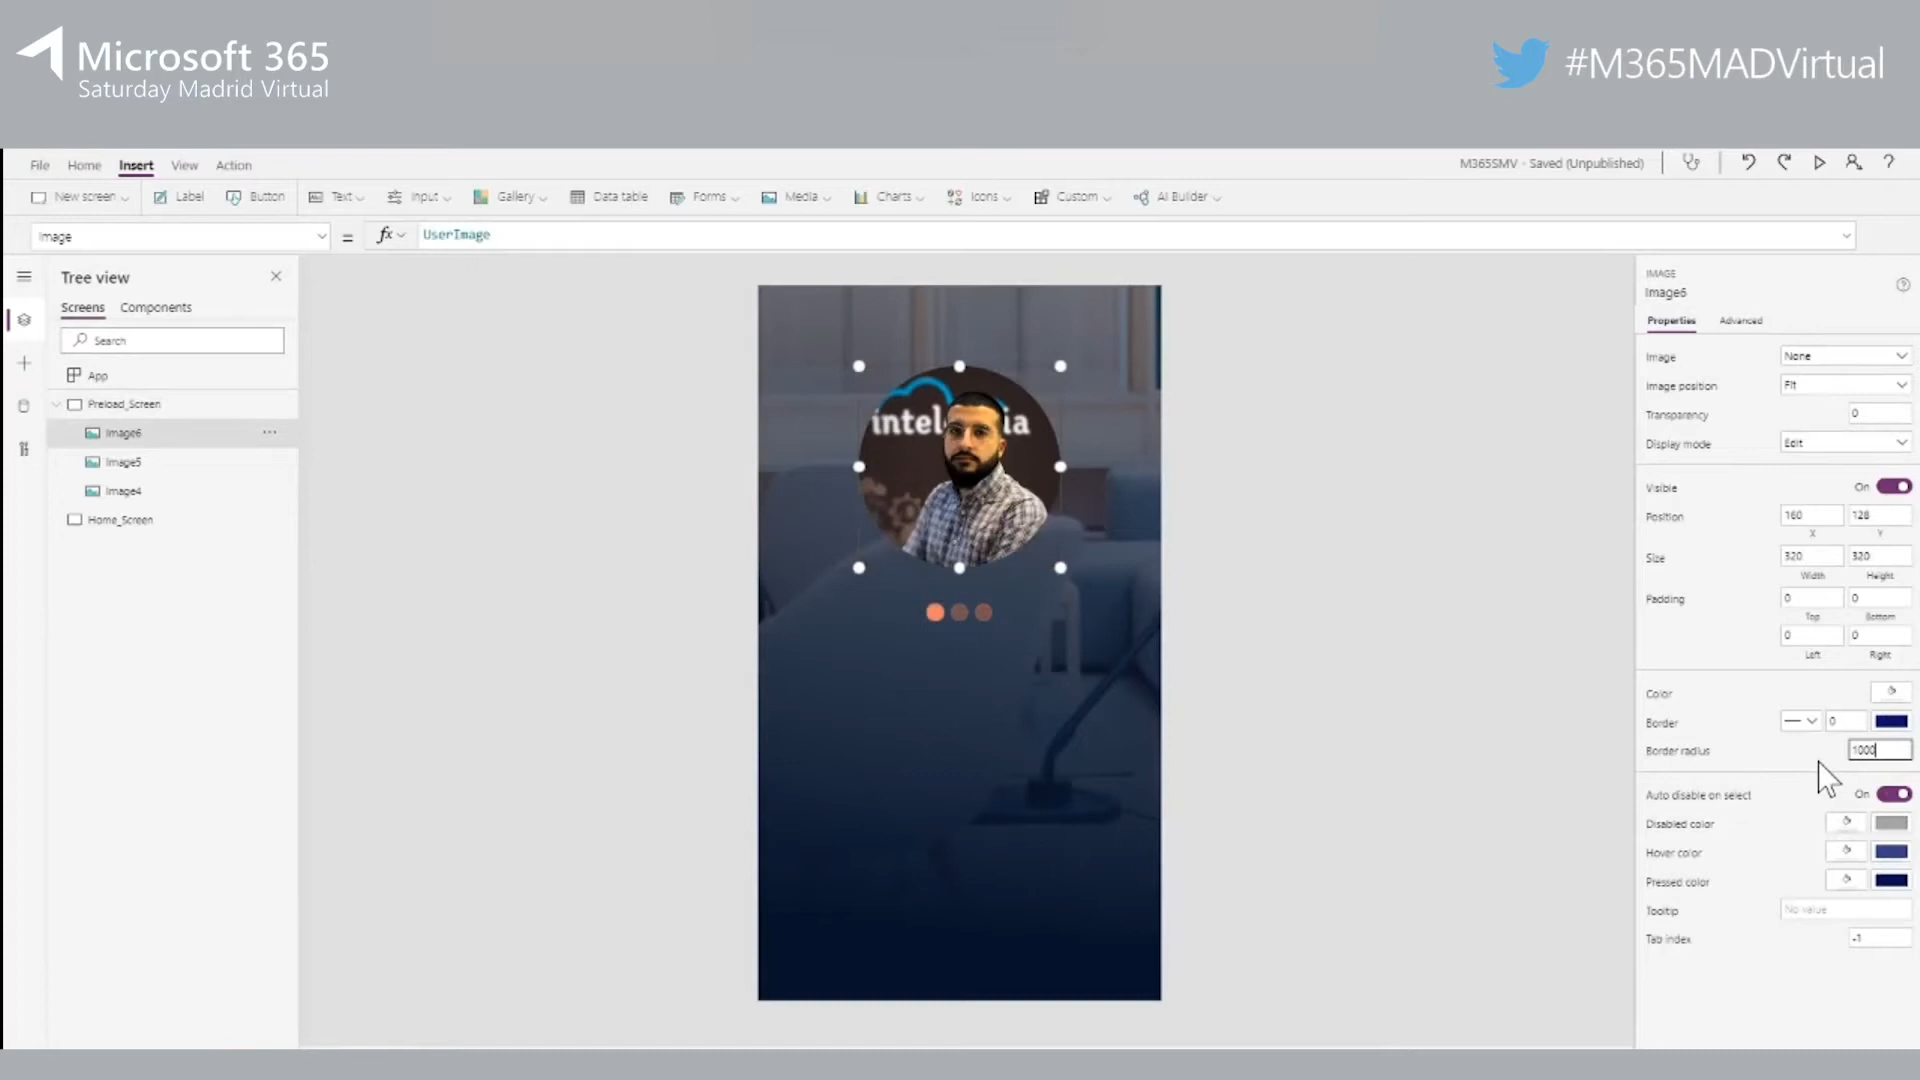 Microsoft 365
Saturday Madrid Virtual
#M365MADVirtual
File Home Insert View Action
M365SMV - Saved (Unpublished)
New screen Label Button Text Input Gallery Data table Forms Media Charts Icons Custom AI Builder
Image = fx UserImage
Tree view
Screens Components
Search
App
Preload_Screen
Image6
Image5
Image4
Home_Screen
IMAGE
Image6
Properties Advanced
Image None
Image position Fit
Transparency 0
Display mode Edit
Visible On
Position 160 128
X Y
Size 320 320
Width Height
Padding 0 0
Top Bottom
0 0
Left Right
Color
Border 0
Border radius 1000
Auto disable on select On
Disabled color
Hover color
Pressed color
Tooltip No value
Tab index -1